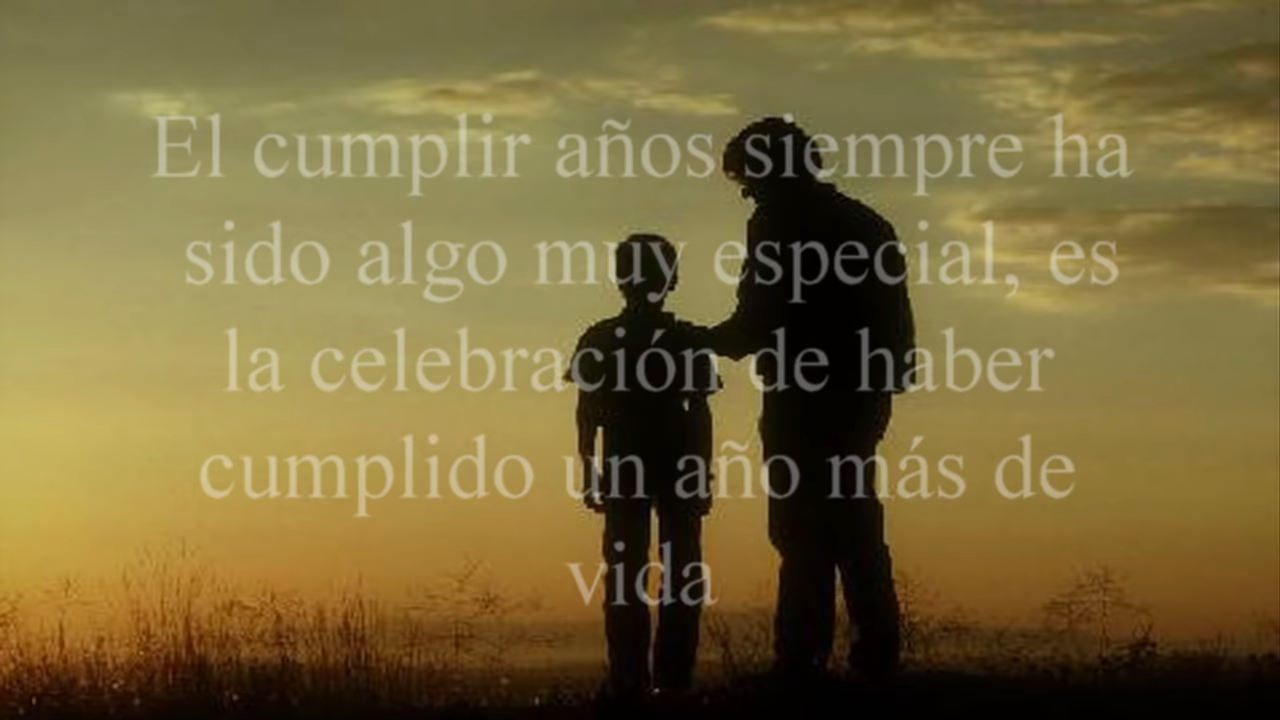 El cumplir años siempre ha
sido algo muy especial, es
la celebración de haber
cumplido un año más de
vida